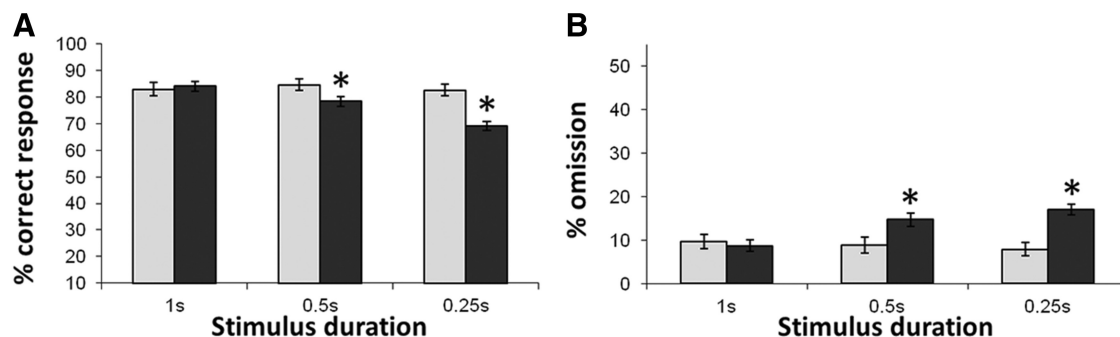 A
% correct response
100
90
80
70
60
50
40
30
20
10
*
*
1s 0.5s 0.25s
Stimulus duration
B
% omission
50
40
30
20
10
0
*
*
1s 0.5s 0.25s
Stimulus duration